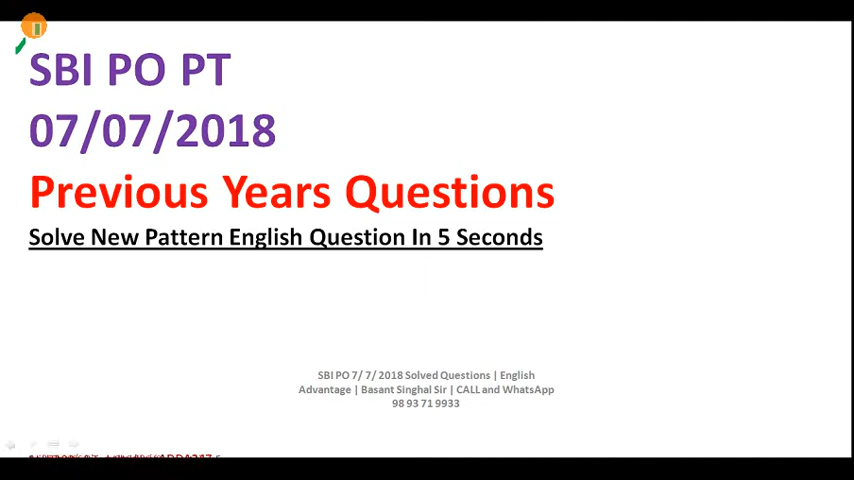 SBI PO PT
07/07/2018
Previous Years Questions
Solve New Pattern English Question In 5 Seconds
SBI PO 7/ 7/ 2018 Solved Questions | English
Advantage | Basant Singhal Sir | CALL and WhatsApp
98 93 71 9933